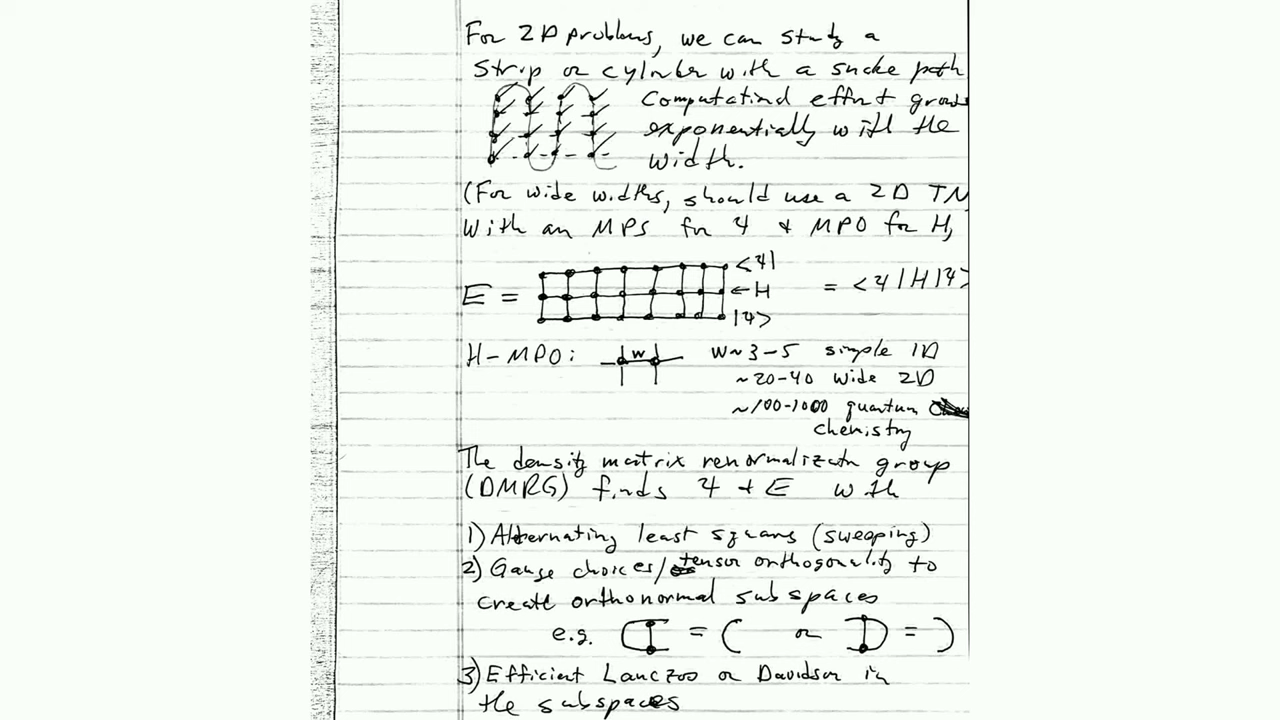 For 2D problems, we can study a
strip or cylinder with a snake path
Computational effort grows
exponentially with the
width.
(For wide widths, should use a 2D TN
With an MPS for ψ & MPO for H,
<ψ|
E = ← H = <ψ|H|ψ>
|ψ>
H-MPO: w w~3-5 simple 1D
~20-40 wide 2D
~100-1000 quantum
chemistry
The density matrix renormalizatn group
(DMRG) finds ψ + E with
1) Alternating least squares (sweeping)
2) Gauge choices/tensor orthogonality to
create orthonormal subspaces
e.g. = ( or = )
3) Efficient Lanczos or Davidson in
the subspaces